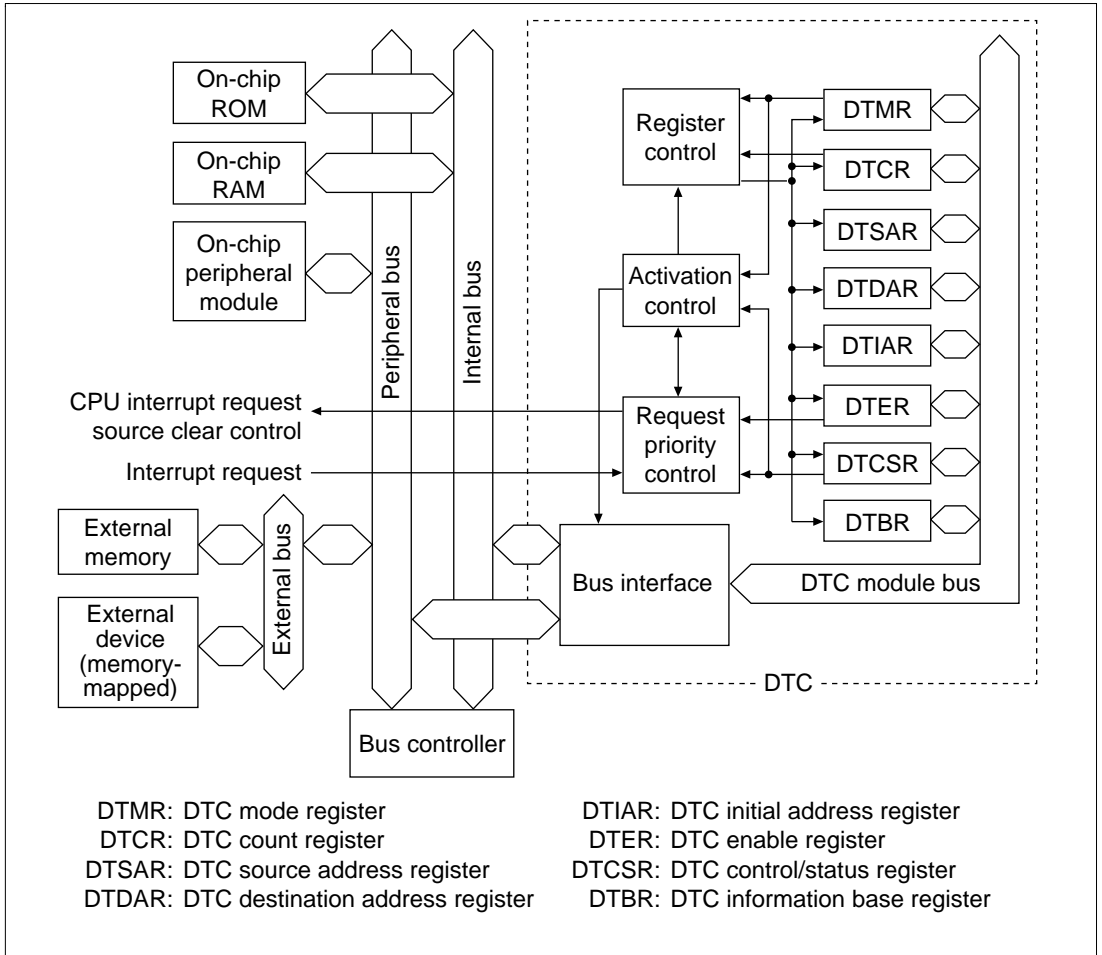 On-chip
ROM
On-chip
RAM
On-chip
peripheral
module
Peripheral bus
Internal bus
Register
control
Activation
control
Request
priority
control
DTMR
DTCR
DTSAR
DTDAR
DTIAR
DTER
DTCSR
DTBR
CPU interrupt request
source clear control
Interrupt request
External
memory
External
device
(memory-
mapped)
External bus
Bus interface
DTC module bus
DTC
Bus controller
DTMR: DTC mode register
DTCR: DTC count register
DTSAR: DTC source address register
DTDAR: DTC destination address register
DTIAR: DTC initial address register
DTER: DTC enable register
DTCSR: DTC control/status register
DTBR: DTC information base register